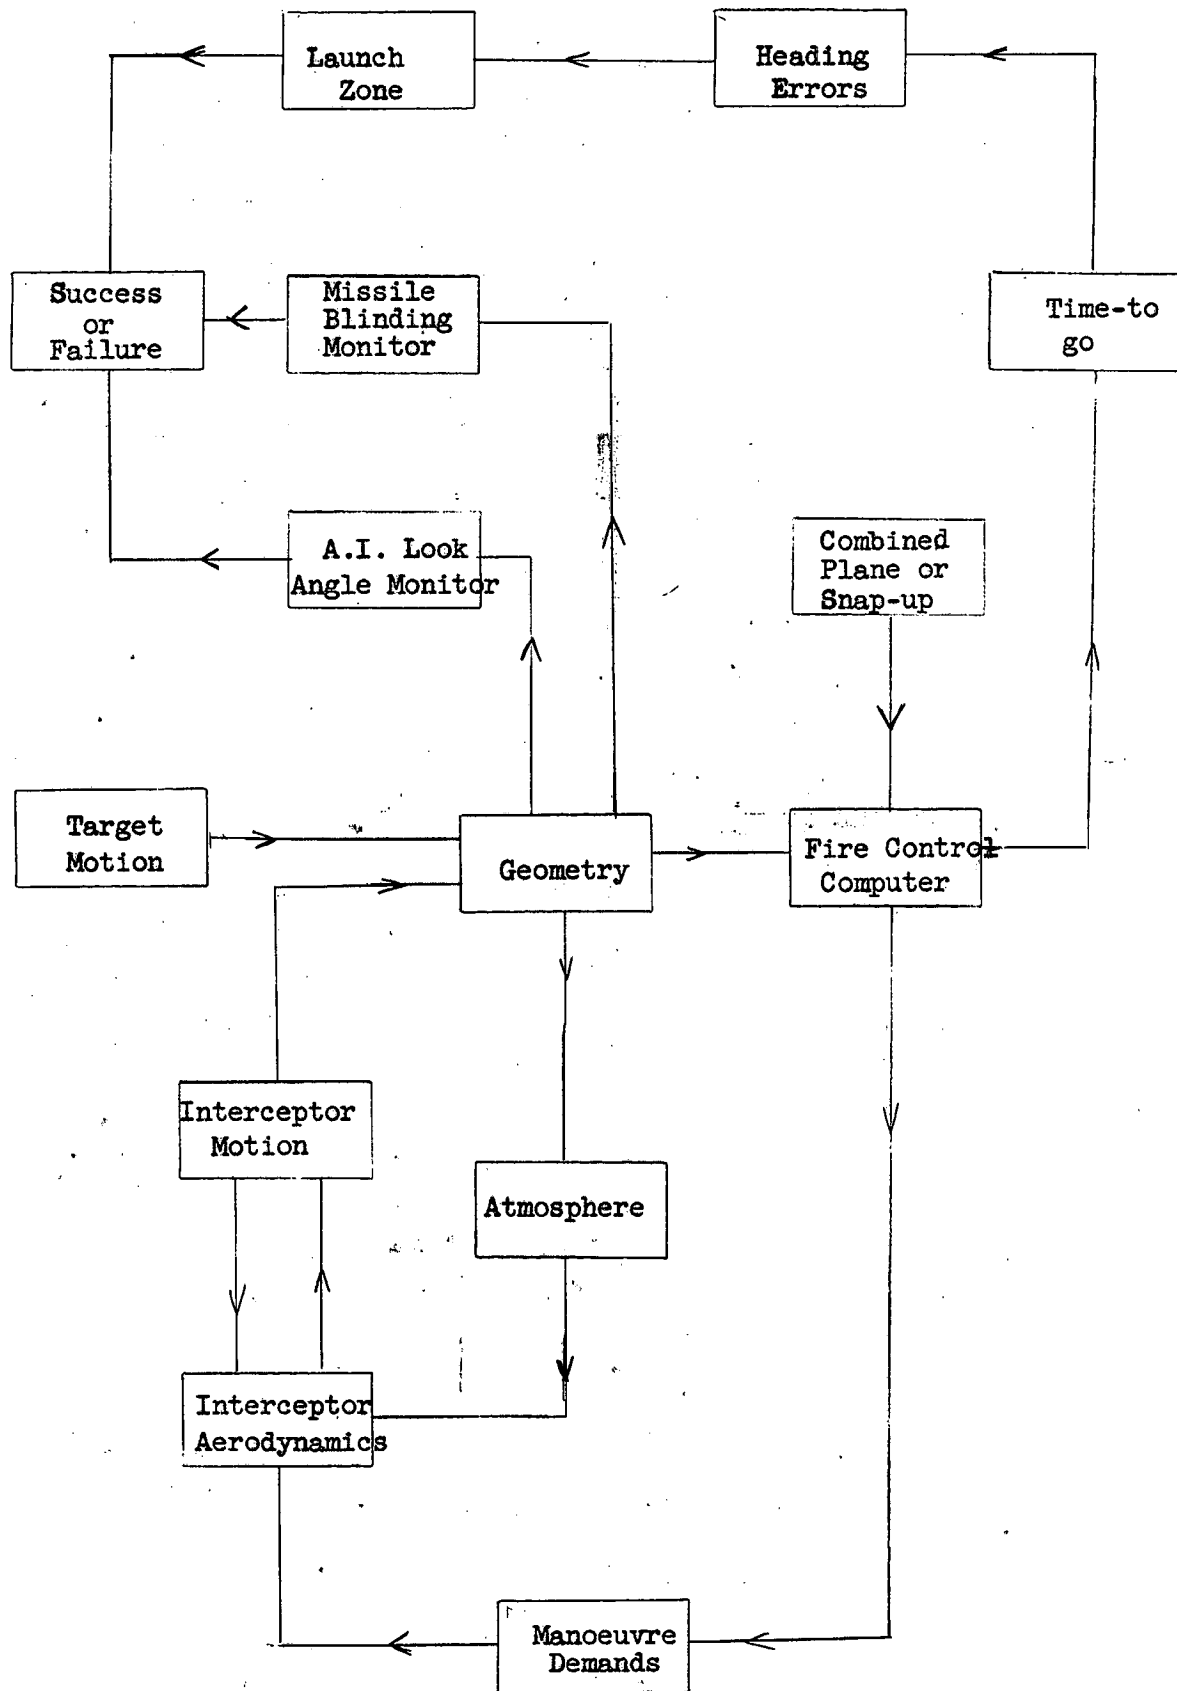 Launch
Zone
Heading
Errors
Success
or
Failure
Missile
Blinding
Monitor
Time-to
go
A.I. Look
Angle Monitor
Combined
Plane or
Snap-up
Target
Motion
Geometry
Fire Control
Computer
Interceptor
Motion
Atmosphere
Interceptor
Aerodynamics
Manoeuvre
Demands